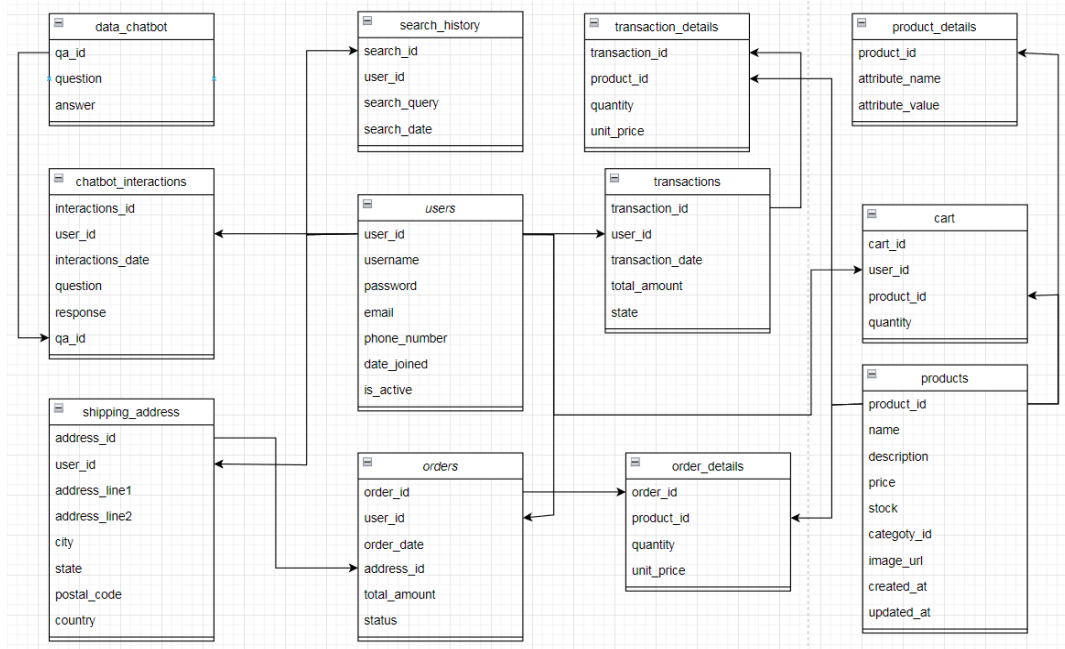 data_chatbot
qa_id
question
answer
search_history
search_id
user_id
search_query
search_date
transaction_details
transaction_id
product_id
quantity
unit_price
product_details
product_id
attribute_name
attribute_value
chatbot_interactions
interactions_id
user_id
interactions_date
question
response
qa_id
users
user_id
username
password
email
phone_number
date_joined
is_active
transactions
transaction_id
user_id
transaction_date
total_amount
state
cart
cart_id
user_id
product_id
quantity
shipping_address
address_id
user_id
address_line1
address_line2
city
state
postal_code
country
orders
order_id
user_id
order_date
address_id
total_amount
status
order_details
order_id
product_id
quantity
unit_price
products
product_id
name
description
price
stock
categoty_id
image_url
created_at
updated_at